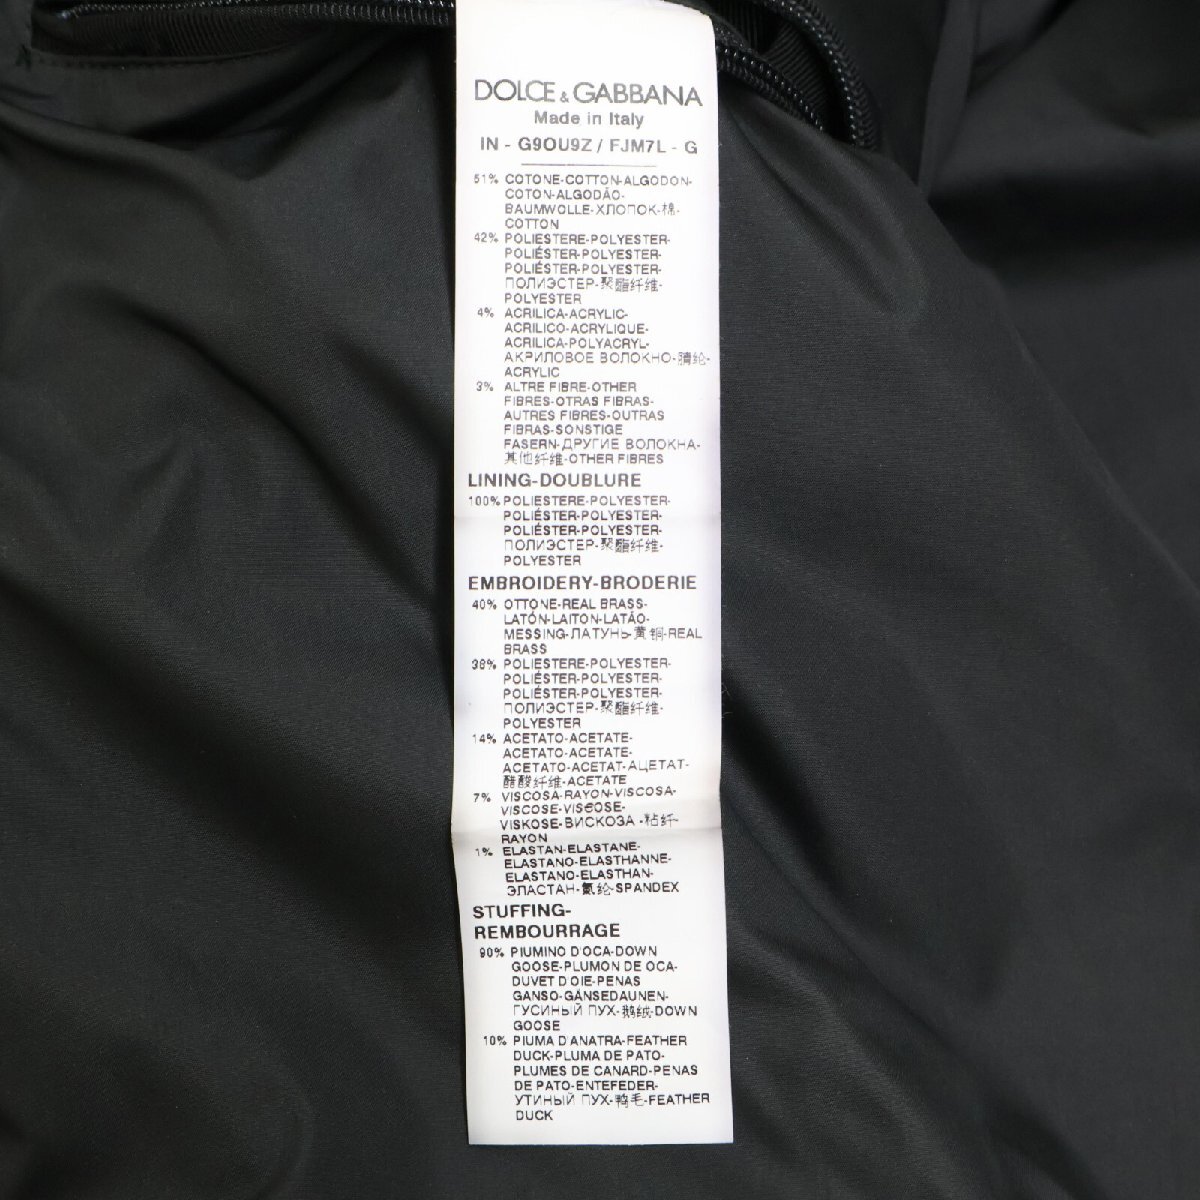 DOLCE & GABBANA
Made in Italy
IN - G9OU9Z / FJM7L - G
51% COTONE-COTTON-ALGODON-
COTON-ALGODÃO-
BAUMWOLLE-ХЛОПОК-棉-
COTTON
42% POLIESTERE-POLYESTER-
POLIÉSTER-POLYESTER-
POLIÉSTER-POLYESTER-
ПОЛИЭСТЕР-聚酯纤维-
POLYESTER
4% ACRILICA-ACRYLIC-
ACRILICO-ACRYLIQUE-
ACRILICA-POLYACRYL-
АКРИЛОВОЕ ВОЛОКНО-腈纶-
ACRYLIC
3% ALTRE FIBRE-OTHER
FIBRES-OTRAS FIBRAS-
AUTRES FIBRES-OUTRAS
FIBRAS-SONSTIGE
FASERN-ДРУГИЕ ВОЛОКНА-
其他纤维-OTHER FIBRES
LINING-DOUBLURE
100% POLIESTERE-POLYESTER-
POLIÉSTER-POLYESTER-
POLIÉSTER-POLYESTER-
ПОЛИЭСТЕР-聚酯纤维-
POLYESTER
EMBROIDERY-BRODERIE
40% OTTONE-REAL BRASS-
LATÓN-LAITON-LATÃO-
MESSING-ЛАТУНЬ-黄铜-REAL
BRASS
38% POLIESTERE-POLYESTER-
POLIÉSTER-POLYESTER-
POLIÉSTER-POLYESTER-
ПОЛИЭСТЕР-聚酯纤维-
POLYESTER
14% ACETATO-ACETATE-
ACETATO-ACETATE-
ACETATO-ACETAT-АЦЕТАТ-
醋酸纤维-ACETATE
7% VISCOSA-RAYON-VISCOSA-
VISCOSE-VISCOSE-
VISKOSE-ВИСКОЗА -粘纤-
RAYON
1% ELASTAN-ELASTANE-
ELASTANO-ELASTHANNE-
ELASTANO-ELASTHAN-
ЭЛАСТАН-氨纶-SPANDEX
STUFFING-
REMBOURRAGE
90% PIUMINO D'OCA-DOWN
GOOSE-PLUMON DE OCA-
DUVET D'OIE-PENAS
GANSO-GÄNSEDAUNEN-
ГУСИНЫЙ ПУХ-鹅绒-DOWN
GOOSE
10% PIUMA D'ANATRA-FEATHER
DUCK-PLUMA DE PATO-
PLUMES DE CANARD-PENAS
DE PATO-ENTEFEDER-
УТИНЫЙ ПУХ-鸭毛-FEATHER
DUCK